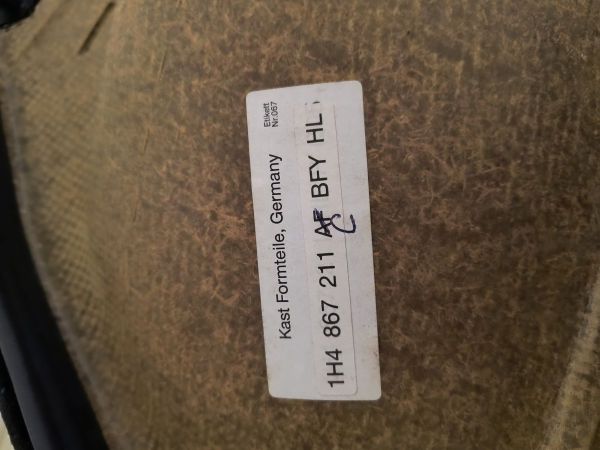 Kast Formteile, Germany
Etikett
Nr.067
1H4 867 211 AF BFY HL
C